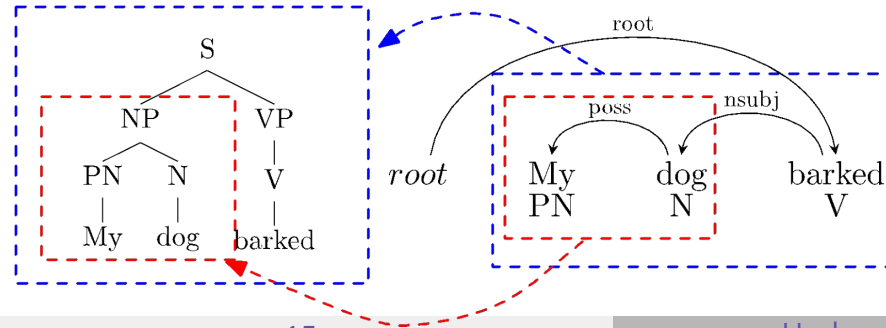 S
NP VP
PN N V
My dog barked
root
poss nsubj
root My dog barked
PN N V